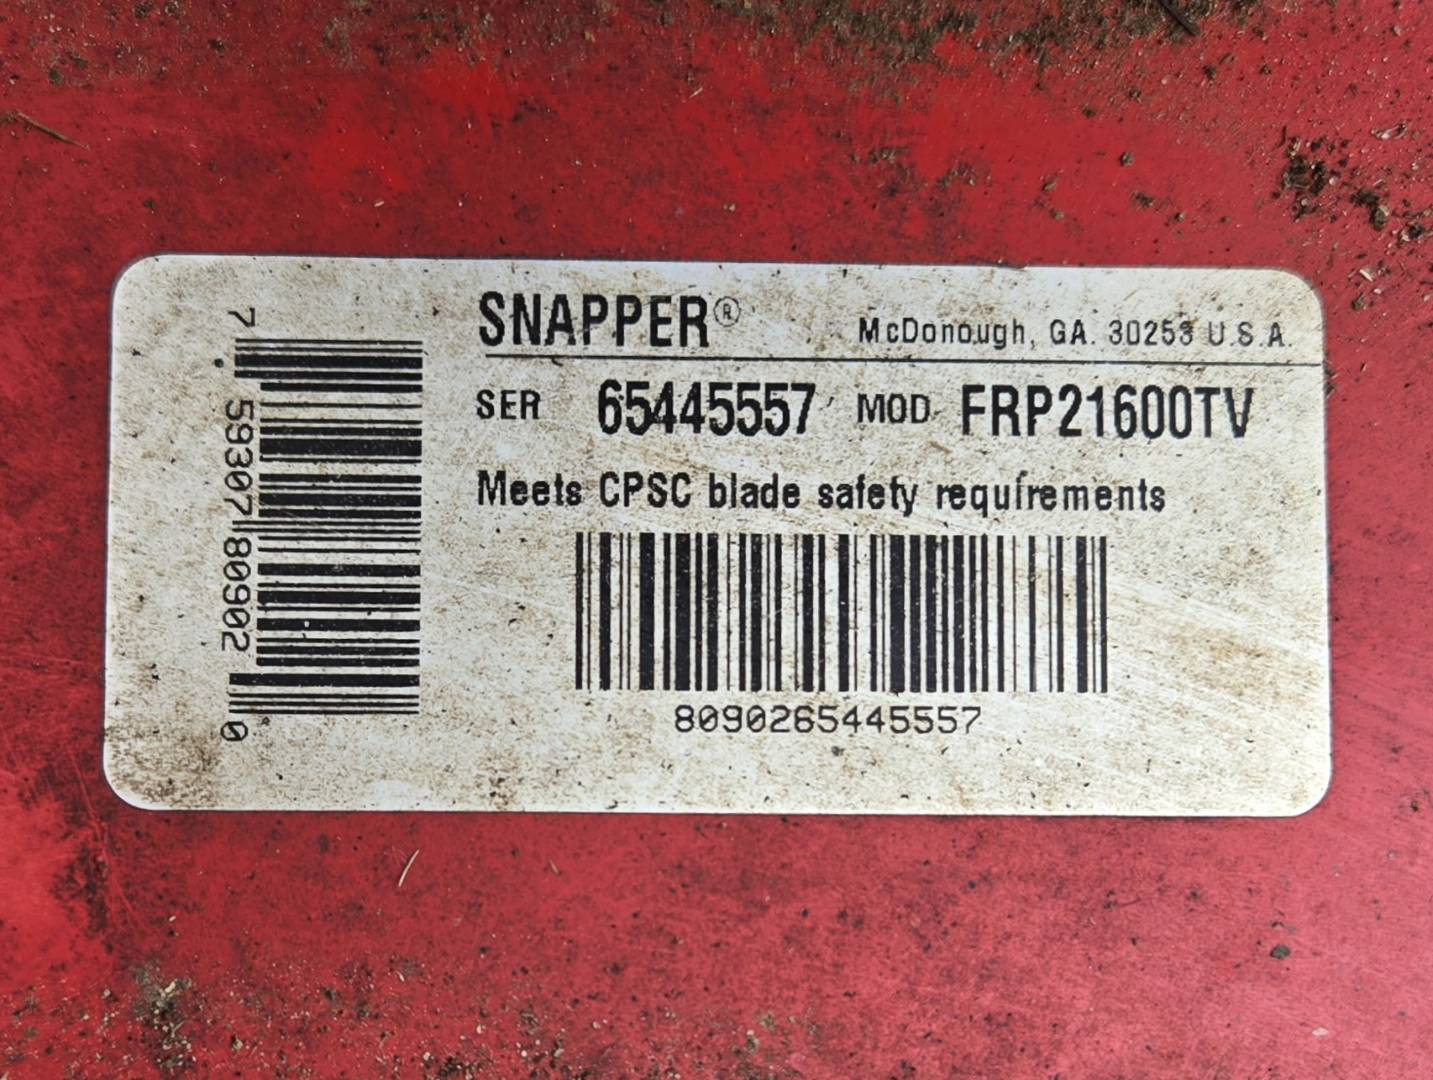 SNAPPER® McDonough, GA. 30253 U.S.A.
SER 65445557 MOD FRP21600TV
Meets CPSC blade safety requirements
8090265445557
7 59307 80902 0